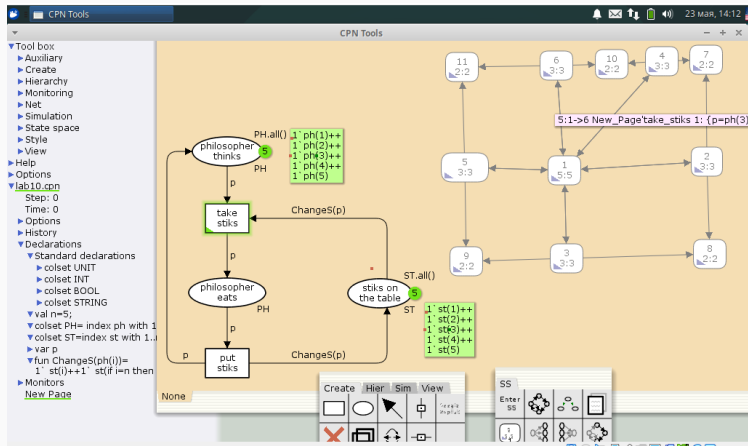 CPN Tools
23 мая, 14:12
CPN Tools
Tool box
Auxiliary
Create
Hierarchy
Monitoring
Net
Simulation
State space
Style
View
Help
Options
lab10.cpn
Step: 0
Time: 0
Options
History
Declarations
Standard declarations
colset UNIT
colset INT
colset BOOL
colset STRING
val n=5;
colset PH= index ph with 1
colset ST=index st with 1..
var p
fun ChangeS(ph(i))=
1` st(i)++1` st(if i=n then
Monitors
New Page
PH.all()
philosopher
thinks
5
PH
1`ph(1)++
1`ph(2)++
1`ph(3)++
1`ph(4)++
1`ph(5)
p
take
stiks
ChangeS(p)
p
philosopher
eats
PH
ST.all()
stiks on
the table
5
ST
1`st(1)++
1`st(2)++
1`st(3)++
1`st(4)++
1`st(5)
p
p
put
stiks
ChangeS(p)
None
11
2:2
6
3:3
10
2:2
4
3:3
7
2:2
5:1->6 New_Page'take_stiks 1: {p=ph(3)
5
3:3
1
5:5
2
3:3
9
2:2
3
3:3
8
2:2
Create Hier Sim View
SS
Enter
SS